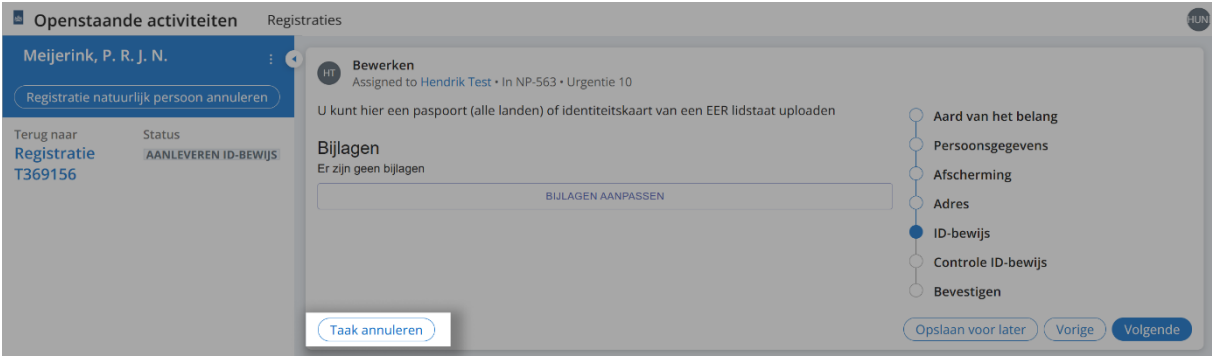 Openstaande activiteiten
Registraties
HUN
Meijerink, P. R. J. N.
Registratie natuurlijk persoon annuleren
Terug naar
Registratie
T369156
Status
AANLEVEREN ID-BEWIJS
HT
Bewerken
Assigned to Hendrik Test • In NP-563 • Urgentie 10
U kunt hier een paspoort (alle landen) of identiteitskaart van een EER lidstaat uploaden
Bijlagen
Er zijn geen bijlagen
BIJLAGEN AANPASSEN
Aard van het belang
Persoonsgegevens
Afscherming
Adres
ID-bewijs
Controle ID-bewijs
Bevestigen
Taak annuleren
Opslaan voor later
Vorige
Volgende